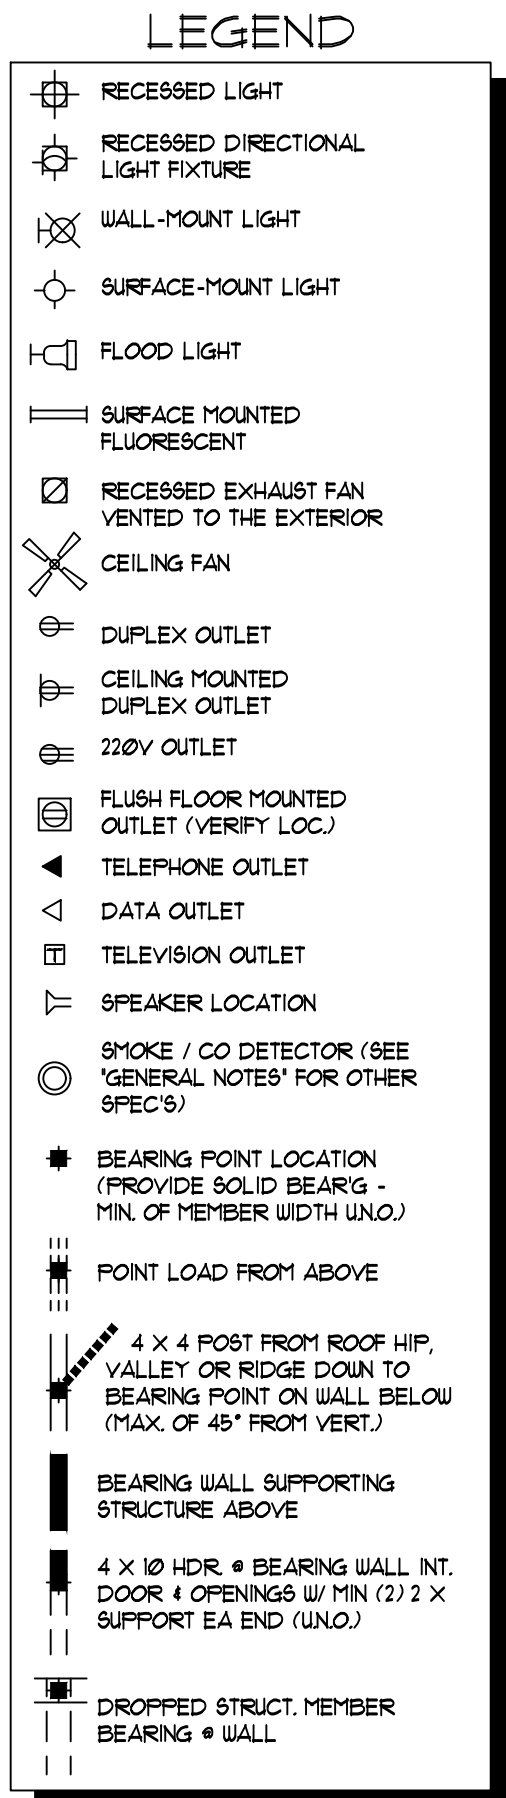 LEGEND
RECESSED LIGHT
RECESSED DIRECTIONAL
LIGHT FIXTURE
WALL-MOUNT LIGHT
SURFACE-MOUNT LIGHT
FLOOD LIGHT
SURFACE MOUNTED
FLUORESCENT
RECESSED EXHAUST FAN
VENTED TO THE EXTERIOR
CEILING FAN
DUPLEX OUTLET
CEILING MOUNTED
DUPLEX OUTLET
220V OUTLET
FLUSH FLOOR MOUNTED
OUTLET (VERIFY LOC.)
TELEPHONE OUTLET
DATA OUTLET
T TELEVISION OUTLET
SPEAKER LOCATION
SMOKE / CO DETECTOR (SEE
"GENERAL NOTES" FOR OTHER
SPEC'S)
BEARING POINT LOCATION
(PROVIDE SOLID BEAR'G -
MIN. OF MEMBER WIDTH U.N.O.)
POINT LOAD FROM ABOVE
4 X 4 POST FROM ROOF HIP,
VALLEY OR RIDGE DOWN TO
BEARING POINT ON WALL BELOW
(MAX. OF 45° FROM VERT.)
BEARING WALL SUPPORTING
STRUCTURE ABOVE
4 X 10 HDR. @ BEARING WALL INT.
DOOR & OPENINGS W/ MIN (2) 2 X
SUPPORT EA END (U.N.O.)
DROPPED STRUCT. MEMBER
BEARING @ WALL